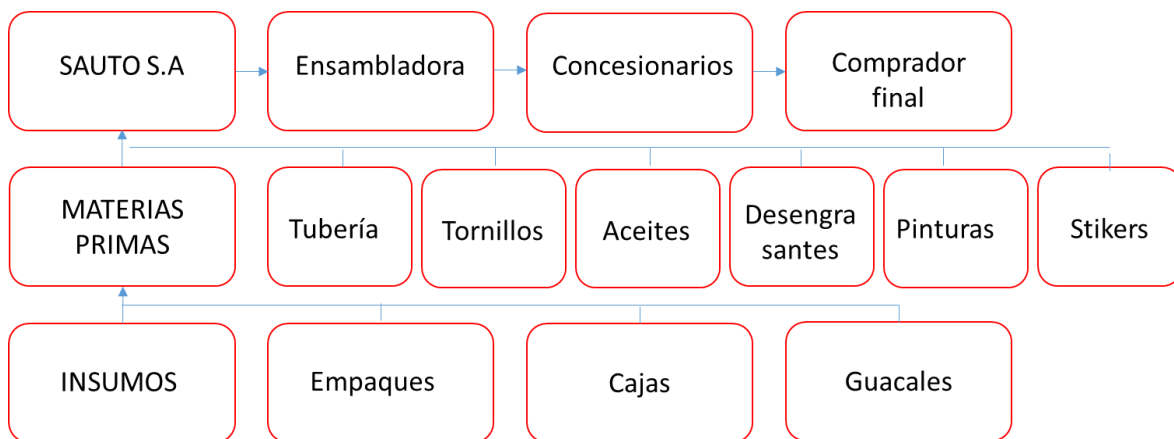 SAUTO S.A
Ensambladora
Concesionarios
Comprador
final
MATERIAS
PRIMAS
Tubería
Tornillos
Aceites
Desengra
santes
Pinturas
Stikers
INSUMOS
Empaques
Cajas
Guacales